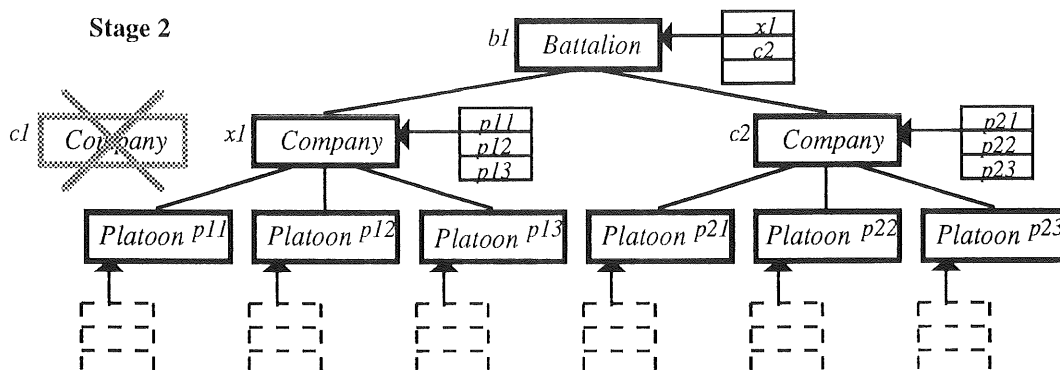 Stage 2
b1 Battalion
x1
c2
c1 Company
x1 Company
p11
p12
p13
c2 Company
p21
p22
p23
Platoon p11
Platoon p12
Platoon p13
Platoon p21
Platoon p22
Platoon p23